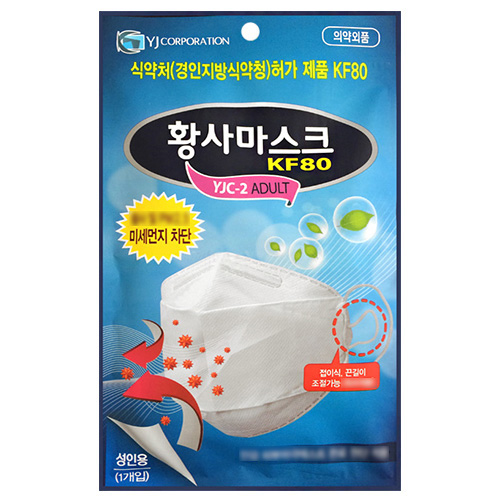 YJ CORPORATION
의약외품
식약처(경인지방식약청)허가 제품 KF80
황사마스크
KF80
YJC-2 ADULT
미세먼지 차단
접이식, 끈길이
조절가능
성인용
(1개입)